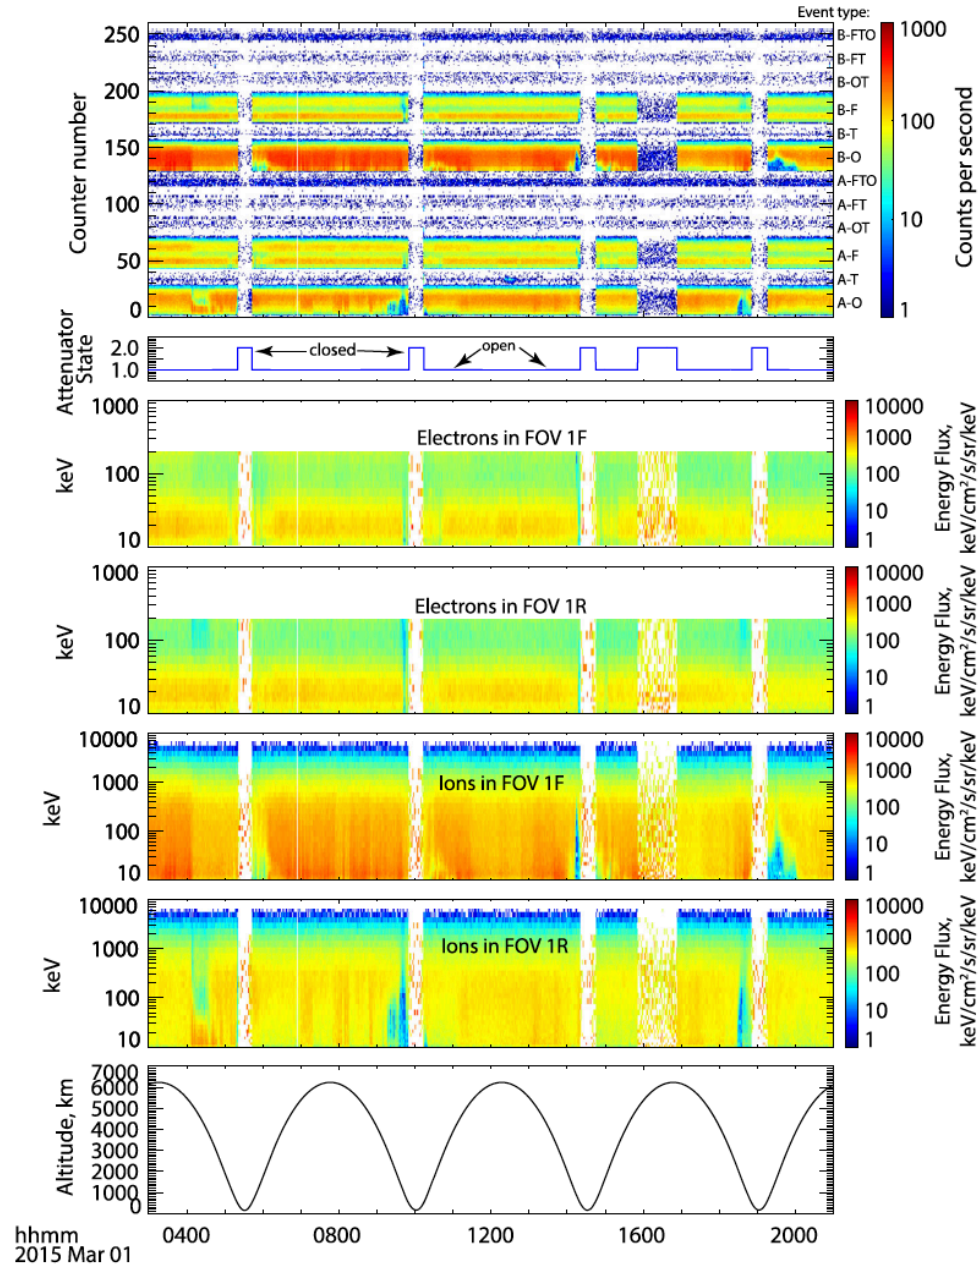 Event type:
250
200
150
100
50
0
Counter number
B-FTO
B-FT
B-OT
B-F
B-T
B-O
A-FTO
A-FT
A-OT
A-F
A-T
A-O
1000
100
10
1
Counts per second
2.0
1.0
Attenuator
State
closed
open
1000
100
10
keV
Electrons in FOV 1F
10000
1000
100
10
1
Energy Flux,
keV/cm²/s/sr/keV
1000
100
10
keV
Electrons in FOV 1R
10000
1000
100
10
1
Energy Flux,
keV/cm²/s/sr/keV
10000
1000
100
10
keV
Ions in FOV 1F
10000
1000
100
10
1
Energy Flux,
keV/cm²/s/sr/keV
10000
1000
100
10
keV
Ions in FOV 1R
10000
1000
100
10
1
Energy Flux,
keV/cm²/s/sr/keV
7000
6000
5000
4000
3000
2000
1000
0
Altitude, km
hhmm 0400 0800 1200 1600 2000
2015 Mar 01